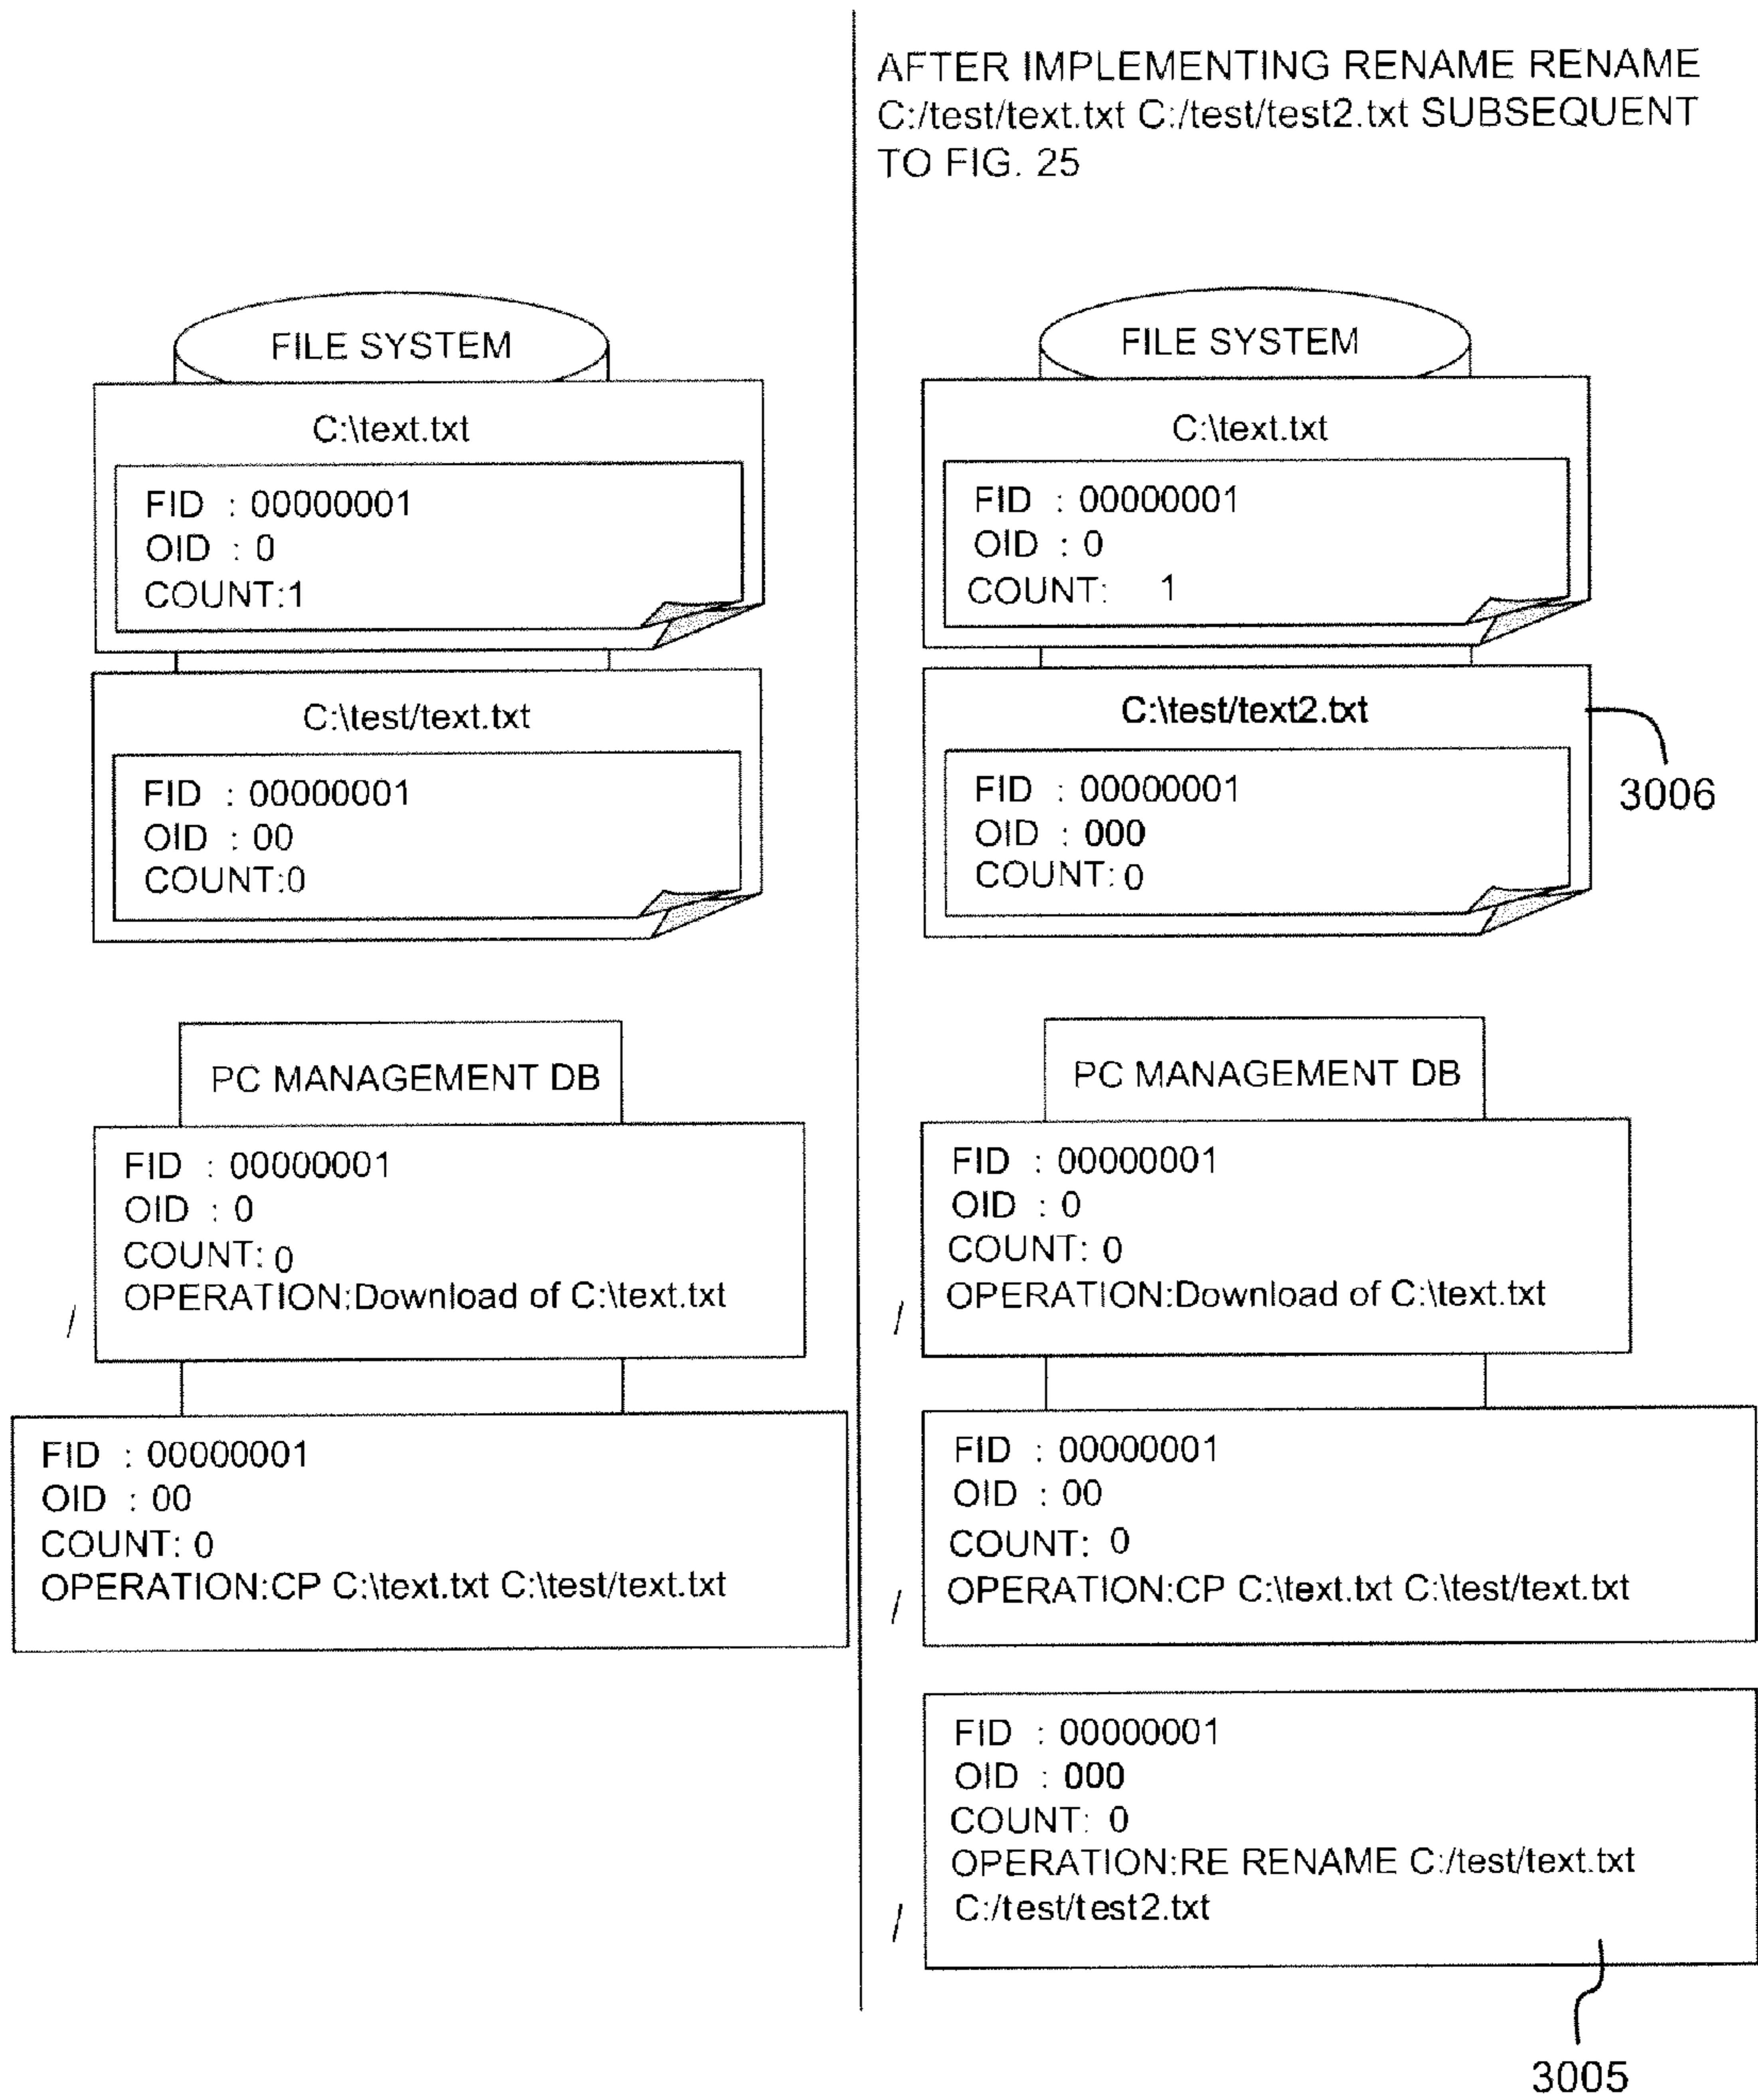 FILE SYSTEM
C:\text.txt
FID : 00000001
OID : 0
COUNT:1
C:\test/text.txt
FID : 00000001
OID : 00
COUNT:0
PC MANAGEMENT DB
FID : 00000001
OID : 0
COUNT: 0
OPERATION:Download of C:\text.txt
/
FID : 00000001
OID : 00
COUNT: 0
OPERATION:CP C:\text.txt C:\test/text.txt
AFTER IMPLEMENTING RENAME RENAME
C:/test/text.txt C:/test/test2.txt SUBSEQUENT
TO FIG. 25
FILE SYSTEM
C:\text.txt
FID : 00000001
OID : 0
COUNT: 1
C:\test/text2.txt
FID : 00000001
OID : 000
COUNT: 0
3006
PC MANAGEMENT DB
FID : 00000001
OID : 0
COUNT: 0
OPERATION:Download of C:\text.txt
/
FID : 00000001
OID : 00
COUNT: 0
OPERATION:CP C:\text.txt C:\test/text.txt
/
FID : 00000001
OID : 000
COUNT: 0
OPERATION:RE RENAME C:/test/text.txt
C:/test/test2.txt
/
3005